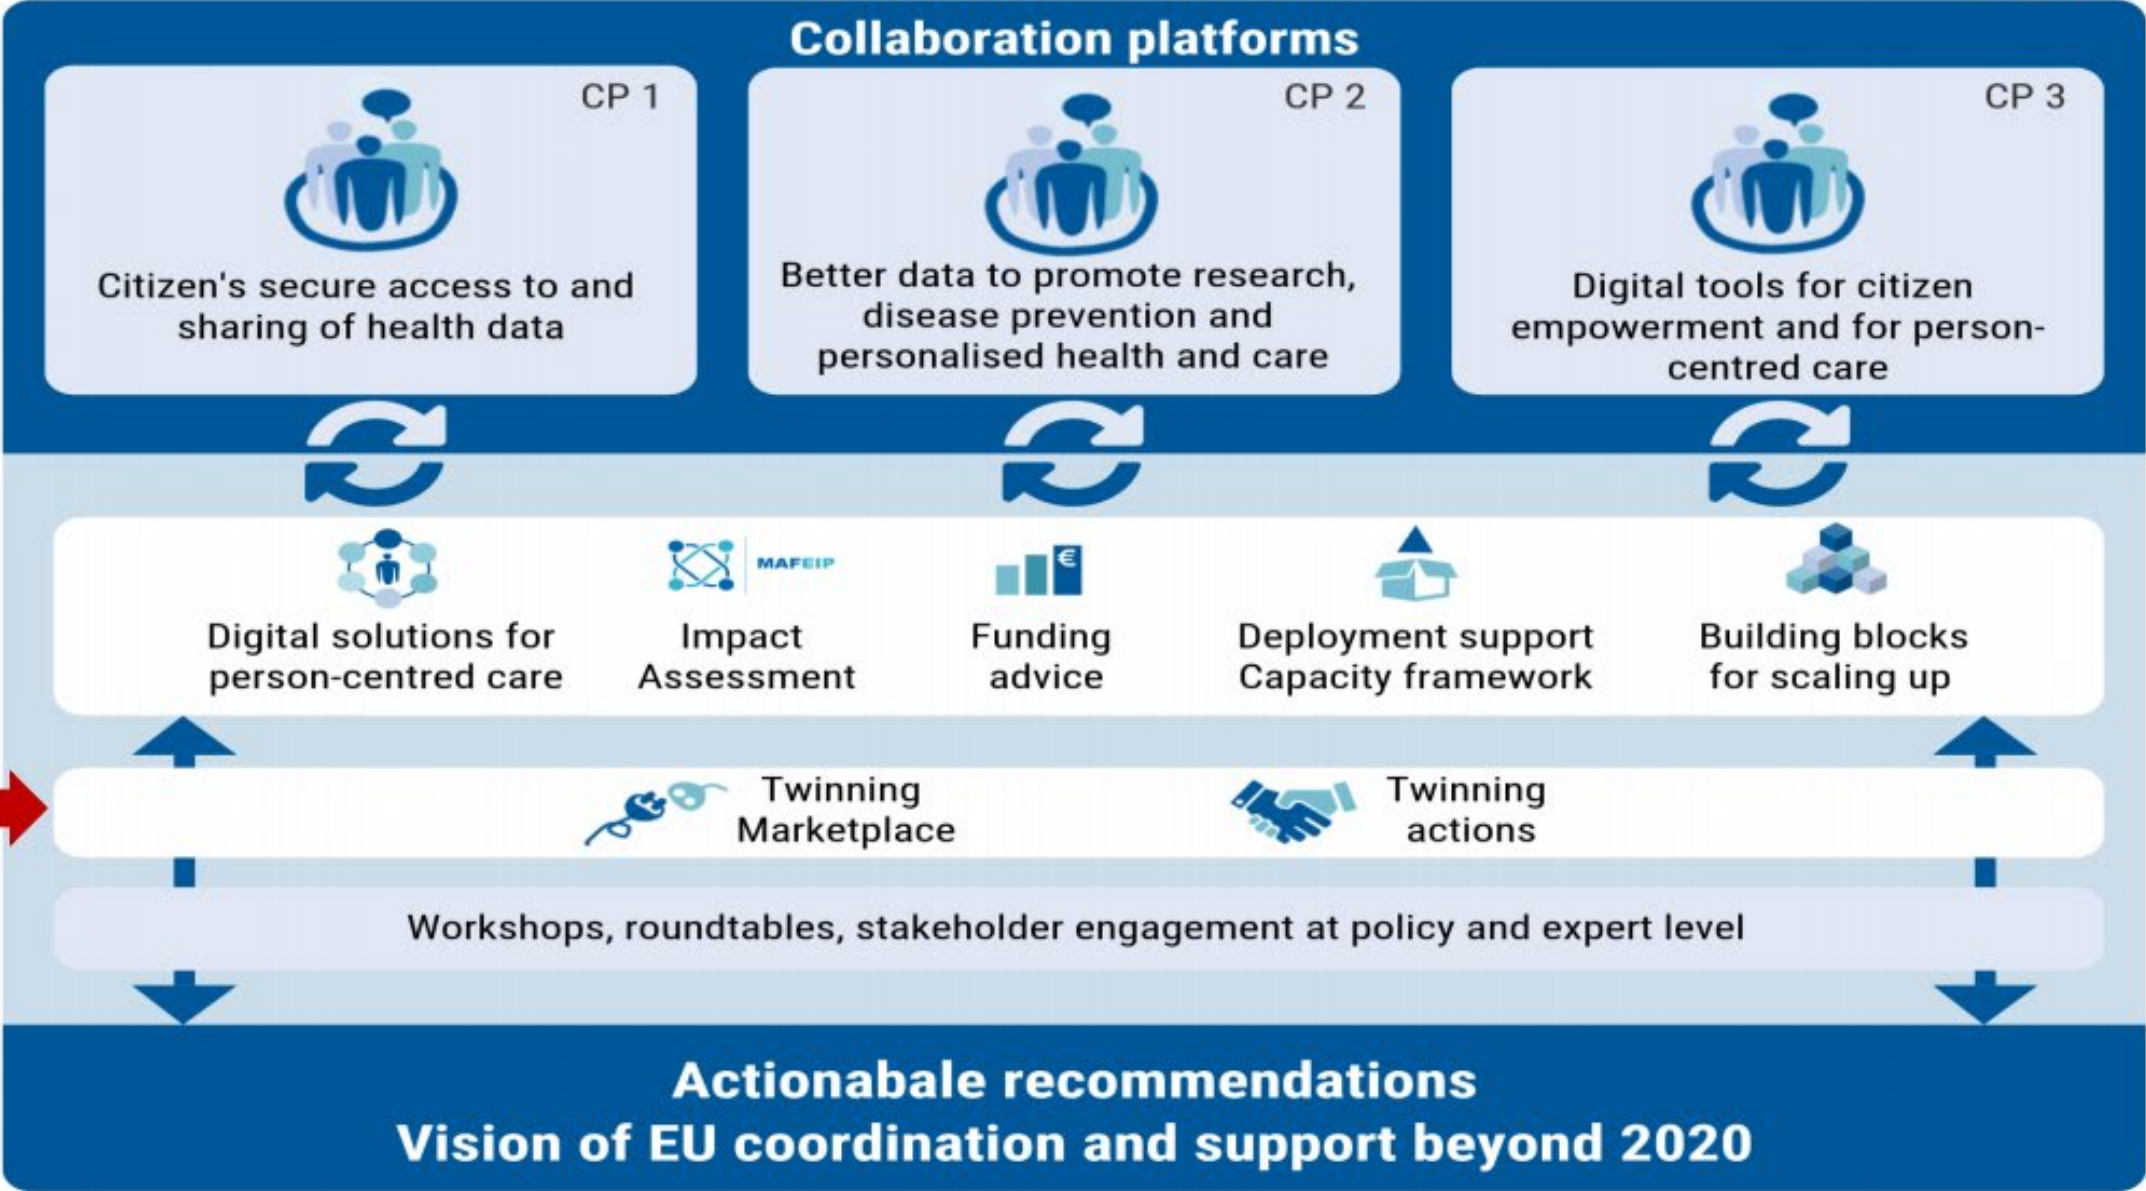 Collaboration platforms
CP 1
Citizen's secure access to and
sharing of health data
CP 2
Better data to promote research,
disease prevention and
personalised health and care
CP 3
Digital tools for citizen
empowerment and for person-
centred care
Digital solutions for
person-centred care
MAFEIP
Impact
Assessment
€
Funding
advice
Deployment support
Capacity framework
Building blocks
for scaling up
Twinning
Marketplace
Twinning
actions
Workshops, roundtables, stakeholder engagement at policy and expert level
Actionabale recommendations
Vision of EU coordination and support beyond 2020